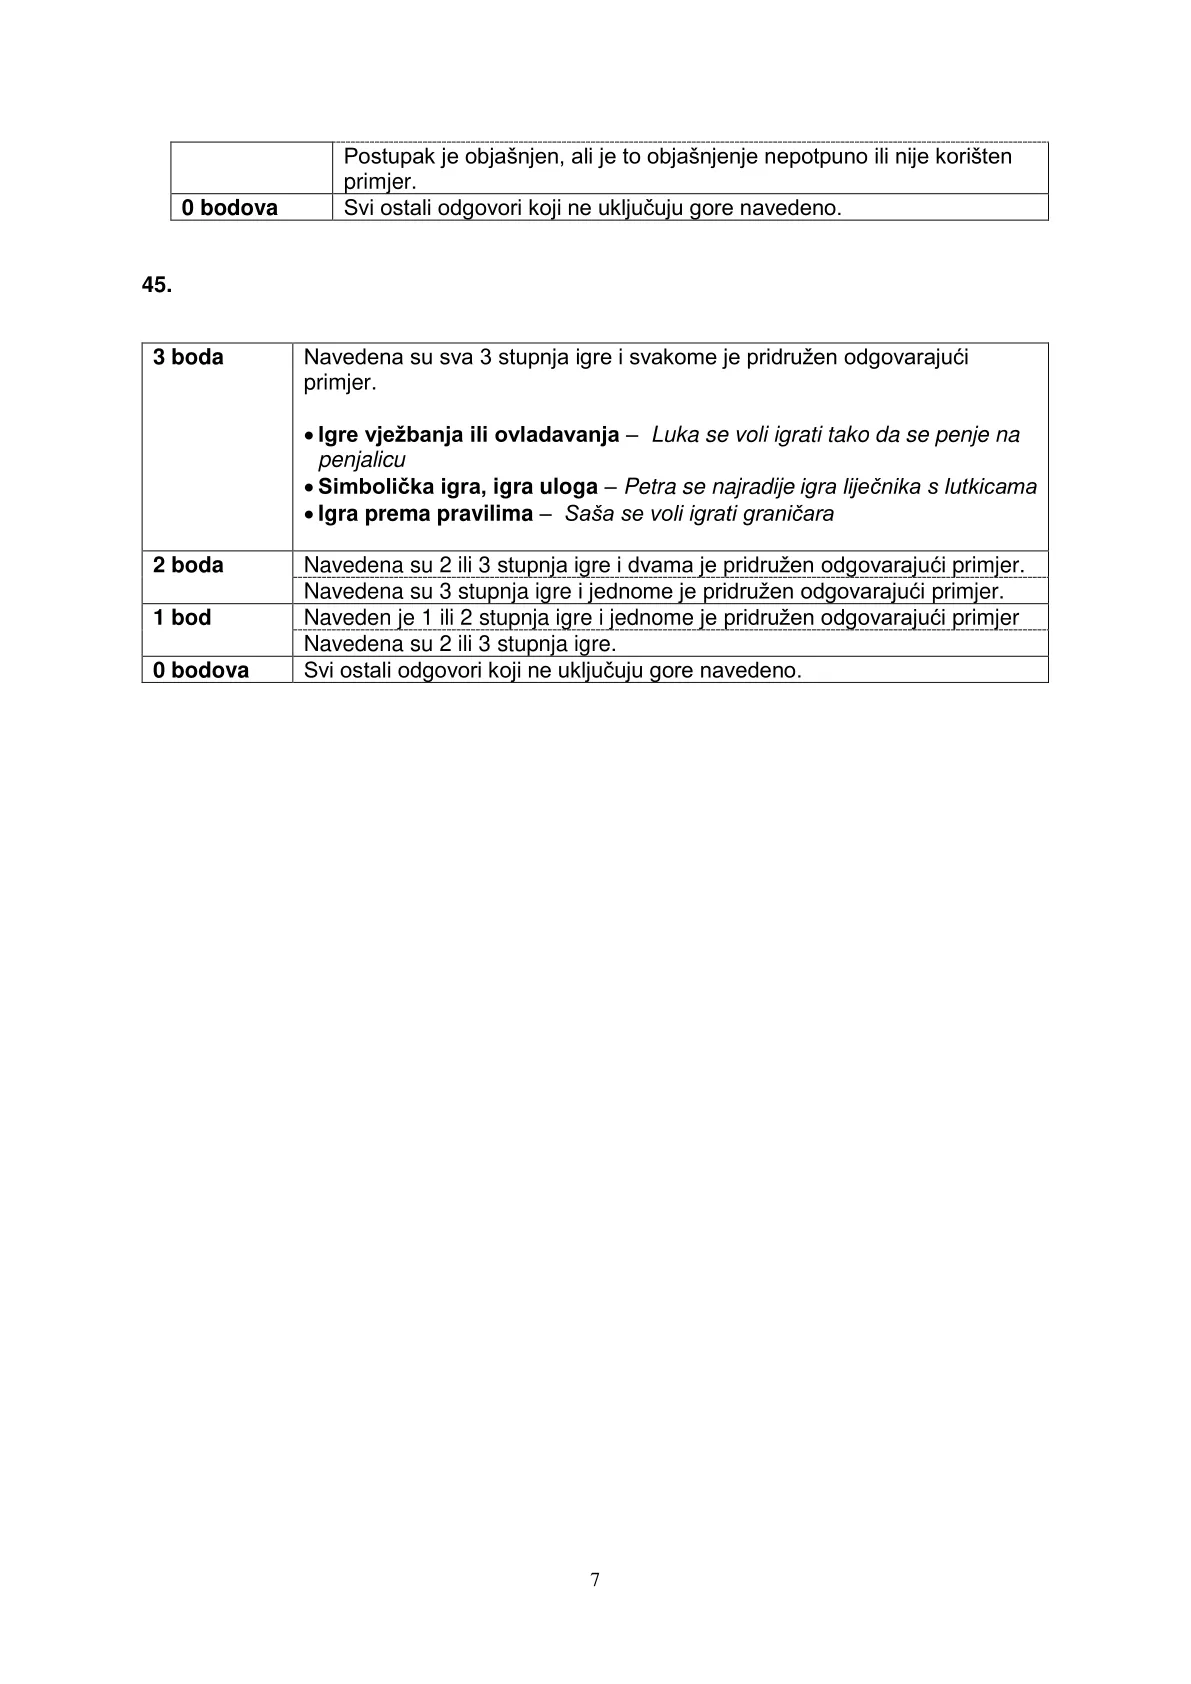 Postupak je objašnjen, ali je to objašnjenje nepotpuno ili nije korišten
primjer.
0 bodova Svi ostali odgovori koji ne uključuju gore navedeno.
45.
3 boda Navedena su sva 3 stupnja igre i svakome je pridružen odgovarajući
primjer.
• Igre vježbanja ili ovladavanja – Luka se voli igrati tako da se penje na
penjalicu
• Simbolička igra, igra uloga – Petra se najradije igra liječnika s lutkicama
• Igra prema pravilima – Saša se voli igrati graničara
2 boda Navedena su 2 ili 3 stupnja igre i dvama je pridružen odgovarajući primjer.
Navedena su 3 stupnja igre i jednome je pridružen odgovarajući primjer.
1 bod Naveden je 1 ili 2 stupnja igre i jednome je pridružen odgovarajući primjer
Navedena su 2 ili 3 stupnja igre.
0 bodova Svi ostali odgovori koji ne uključuju gore navedeno.
7